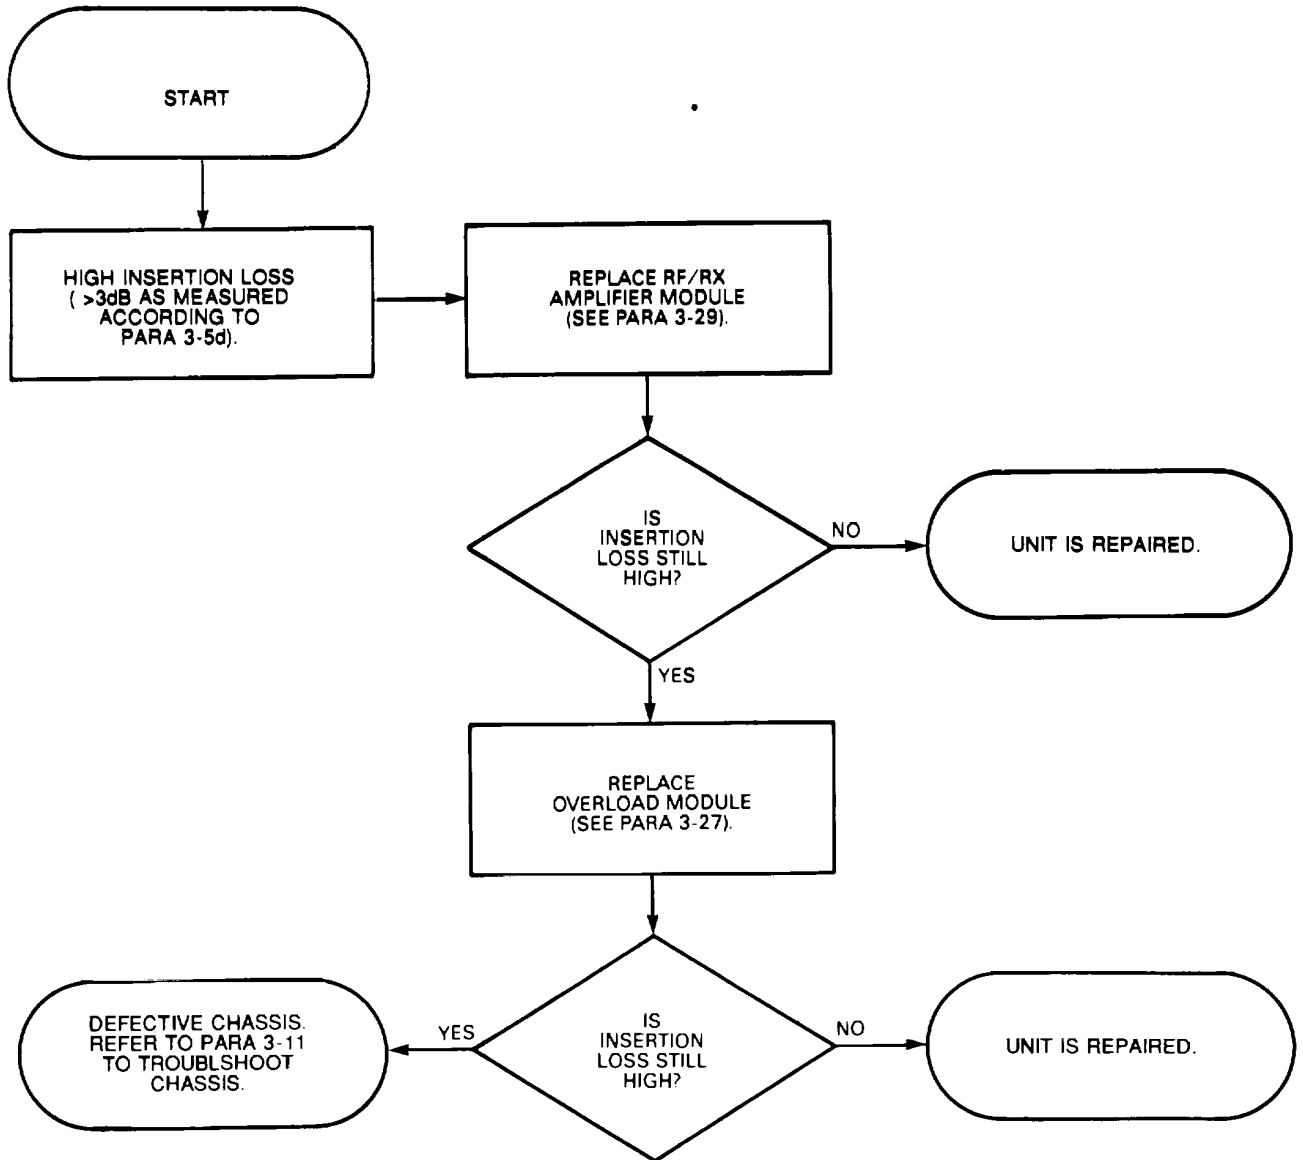 START
HIGH INSERTION LOSS
( >3dB AS MEASURED
ACCORDING TO
PARA 3-5d).
REPLACE RF/RX
AMPLIFIER MODULE
(SEE PARA 3-29).
IS
INSERTION
LOSS STILL
HIGH?
NO
UNIT IS REPAIRED.
YES
REPLACE
OVERLOAD MODULE
(SEE PARA 3-27).
IS
INSERTION
LOSS STILL
HIGH?
YES
DEFECTIVE CHASSIS.
REFER TO PARA 3-11
TO TROUBLSHOOT
CHASSIS.
NO
UNIT IS REPAIRED.